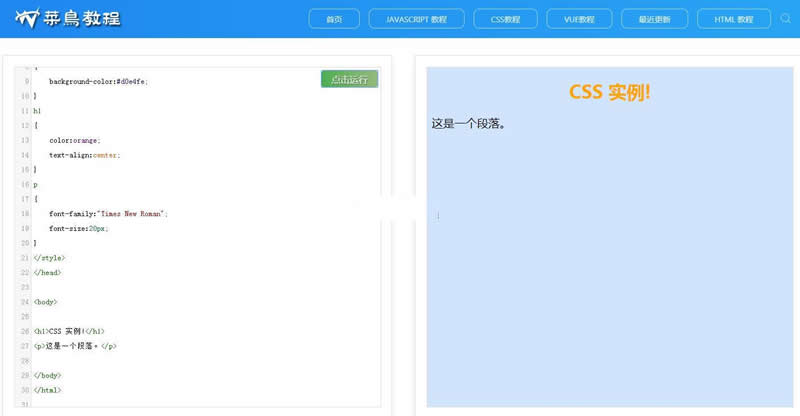 菜鳥教程
首页
JAVASCRIPT 教程
CSS教程
VUE教程
最近更新
HTML 教程
点击运行
9 background-color:#d0e4fe;
10 }
11 h1
12 {
13 color:orange;
14 text-align:center;
15 }
16 p
17 {
18 font-family:"Times New Roman";
19 font-size:20px;
20 }
21 </style>
22 </head>
23
24 <body>
25
26 <h1>CSS 实例!</h1>
27 <p>这是一个段落。</p>
28
29 </body>
30 </html>
31
CSS 实例!
这是一个段落。